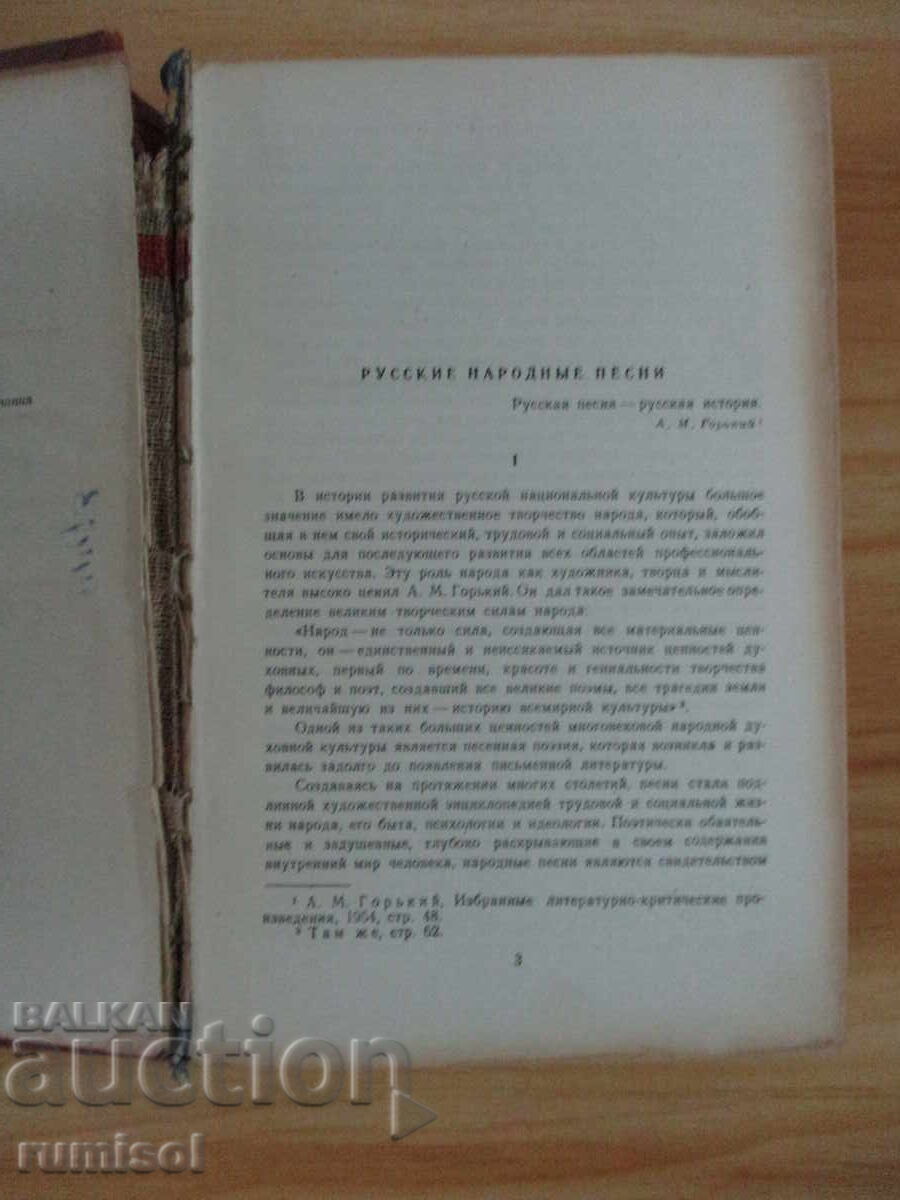 чания
РУССКИЕ НАРОДНЫЕ ПЕСНИ
Русская песня — русская история.
А. М. Горький¹
1
В истории развития русской национальной культуры большое
значение имело художественное творчество народа, который, обоб-
щая в нем свой исторический, трудовой и социальный опыт, заложил
основы для последующего развития всех областей профессиональ-
ного искусства. Эту роль народа как художника, творца и мысли-
теля высоко ценил А. М. Горький. Он дал такое замечательное опре-
деление великим творческим силам народа:
«Народ — не только сила, создающая все материальные цен-
ности, он — единственный и неиссякаемый источник ценностей ду-
ховных, первый по времени, красоте и гениальности творчества
философ и поэт, создавший все великие поэмы, все трагедии земли
и величайшую из них — историю всемирной культуры»².
Одной из таких больших ценностей многовековой народной ду-
ховной культуры является песенная поэзия, которая возникла и раз-
вилась задолго до появления письменной литературы.
Создаваясь на протяжении многих столетий, песни стали под-
линной художественной энциклопедией трудовой и социальной жиз-
ни народа, его быта, психологии и идеологии. Поэтически обаятель-
ные и задушевные, глубоко раскрывающие в своем содержании
внутренний мир человека, народные песни являются свидетельством
¹ А. М. Горький, Избранные литературно-критические про-
изведения, 1954, стр. 48.
² Там же, стр. 62.
3
BALKAN
auction
rumisol